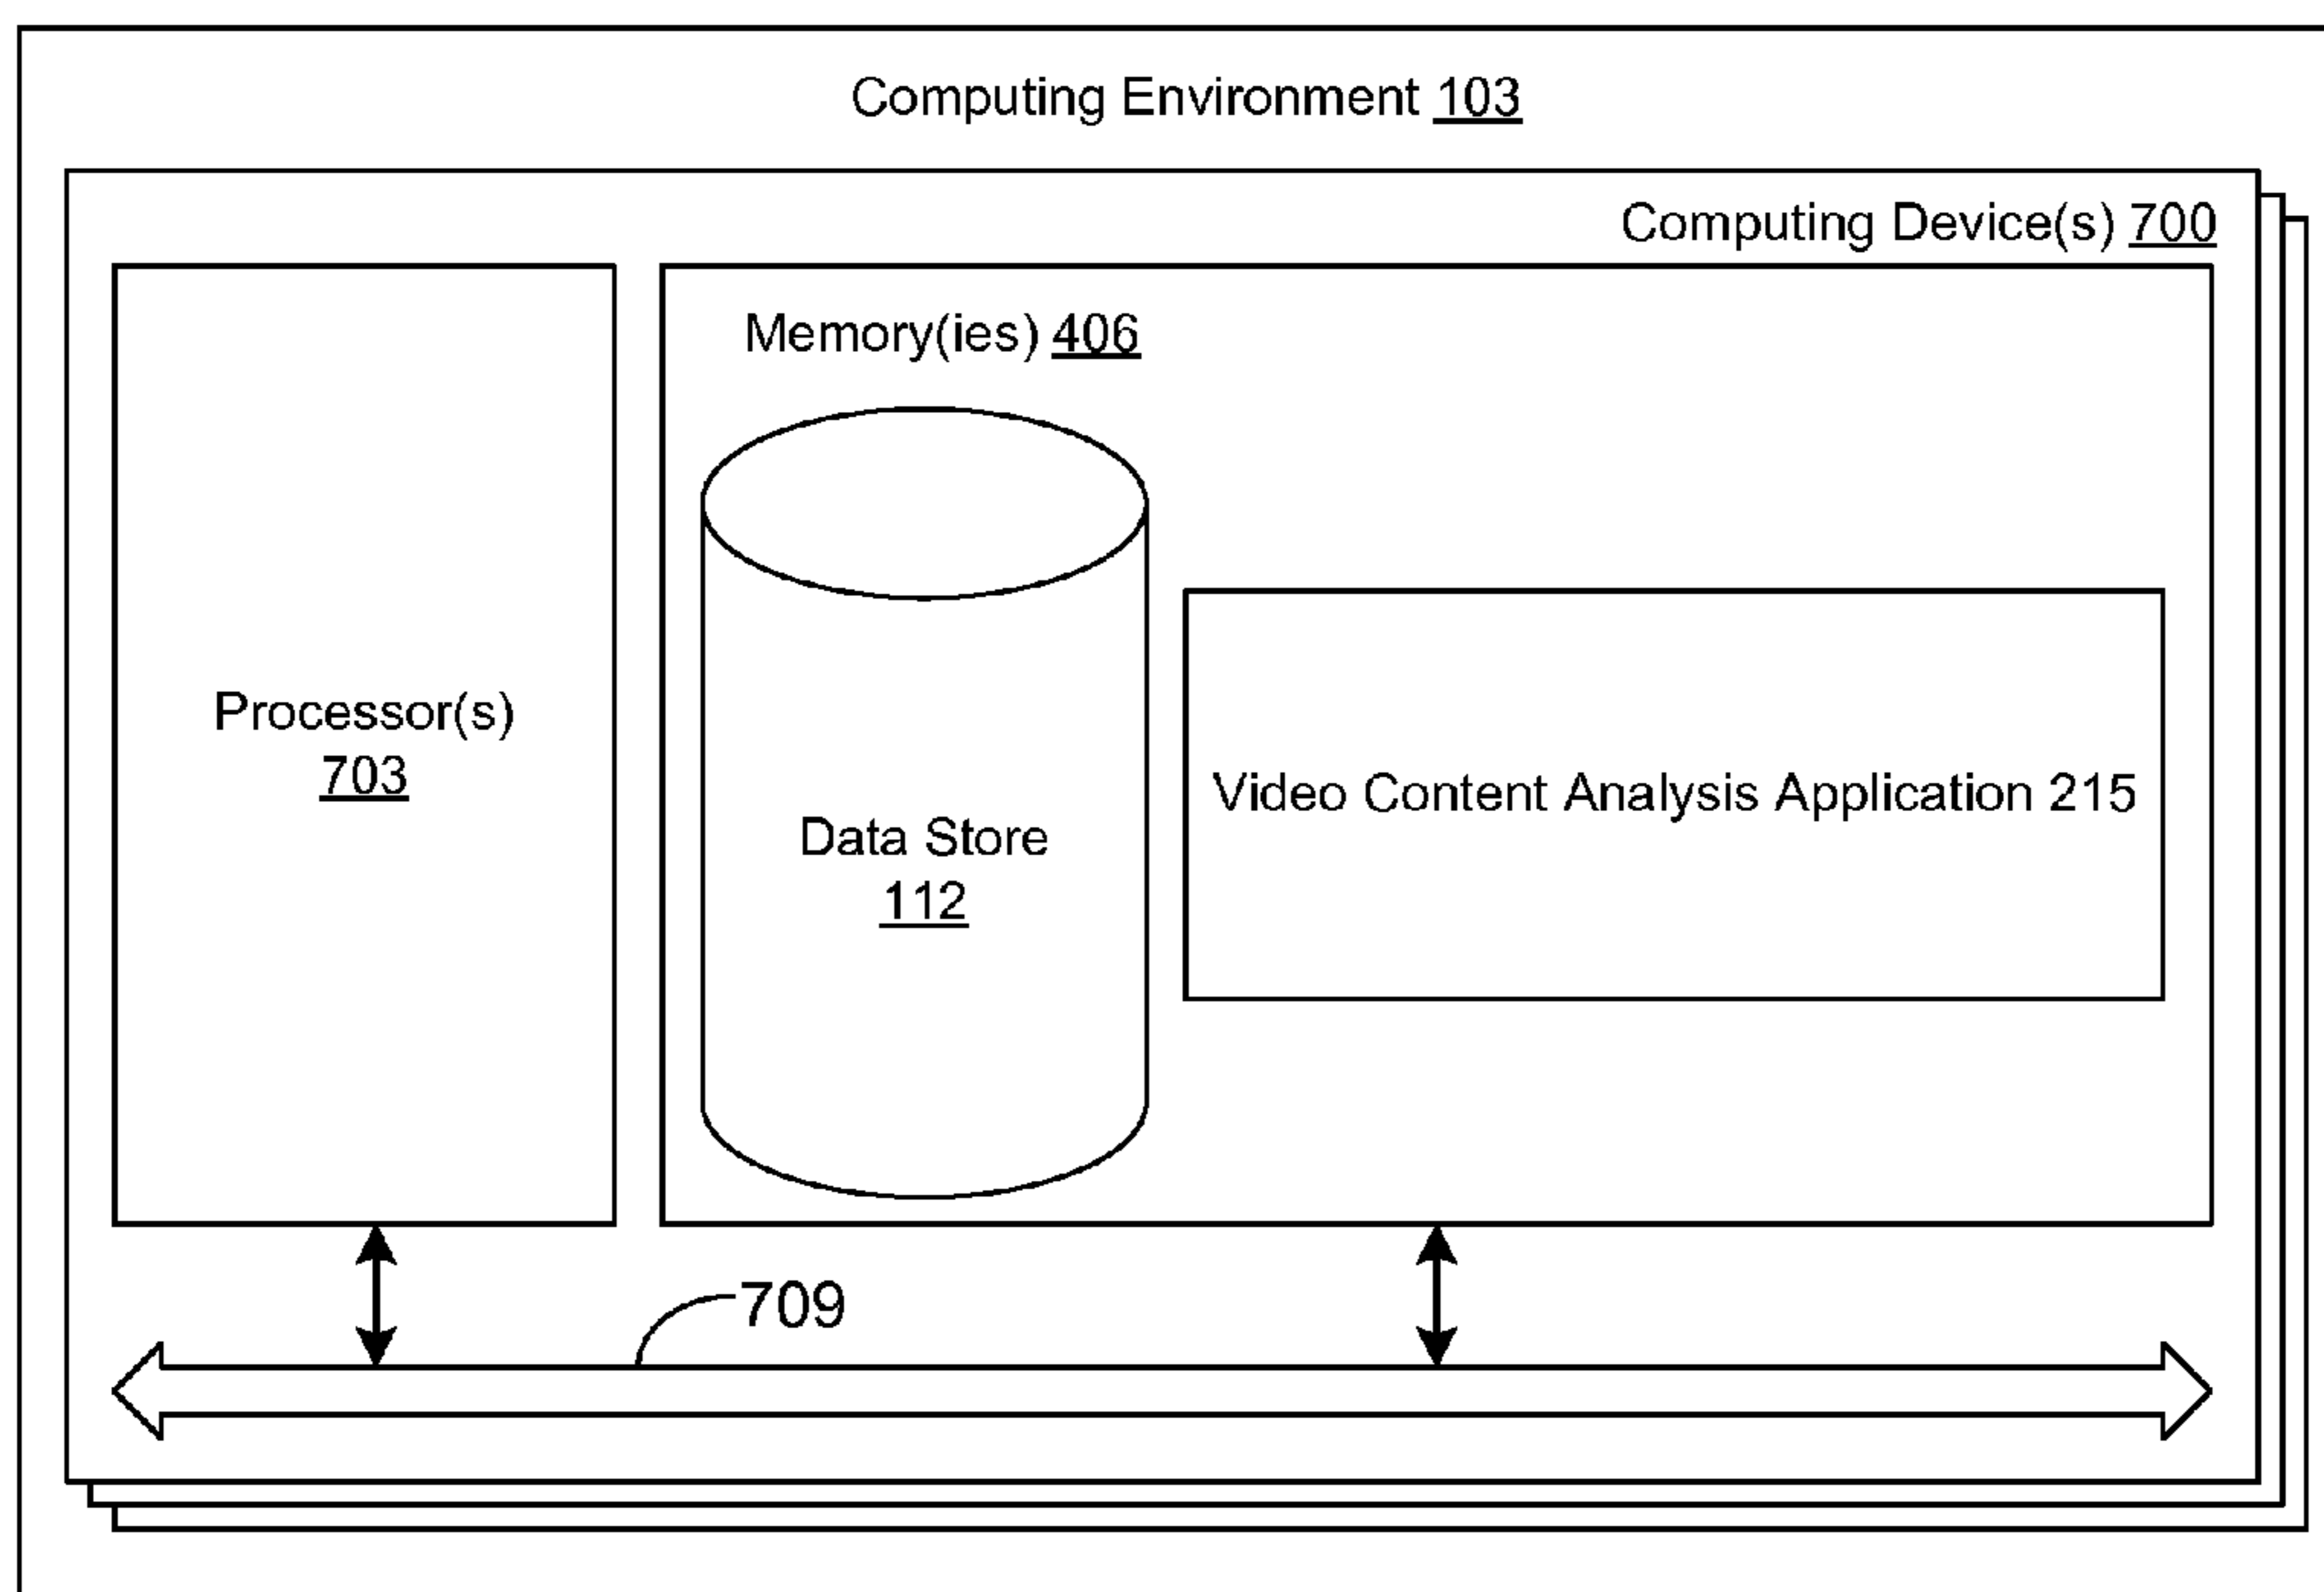 Computing Environment 103
Computing Device(s) 700
Memory(ies) 406
Processor(s)
703
Data Store
112
Video Content Analysis Application 215
709